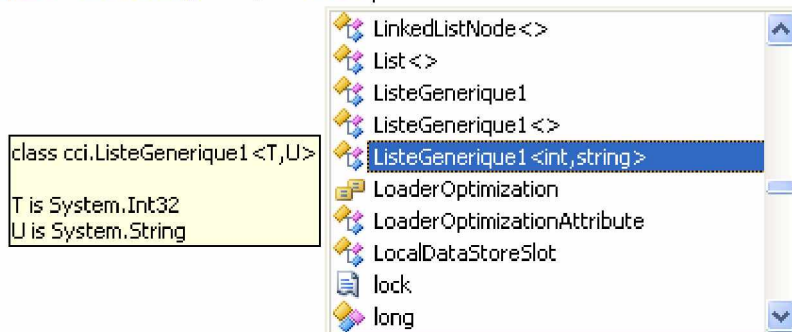 LinkedListNode<>
List<>
ListeGenerique1
ListeGenerique1<>
class cci.ListeGenerique1<T,U>
ListeGenerique1<int,string>
T is System.Int32
LoaderOptimization
U is System.String
LoaderOptimizationAttribute
LocalDataStoreSlot
lock
long